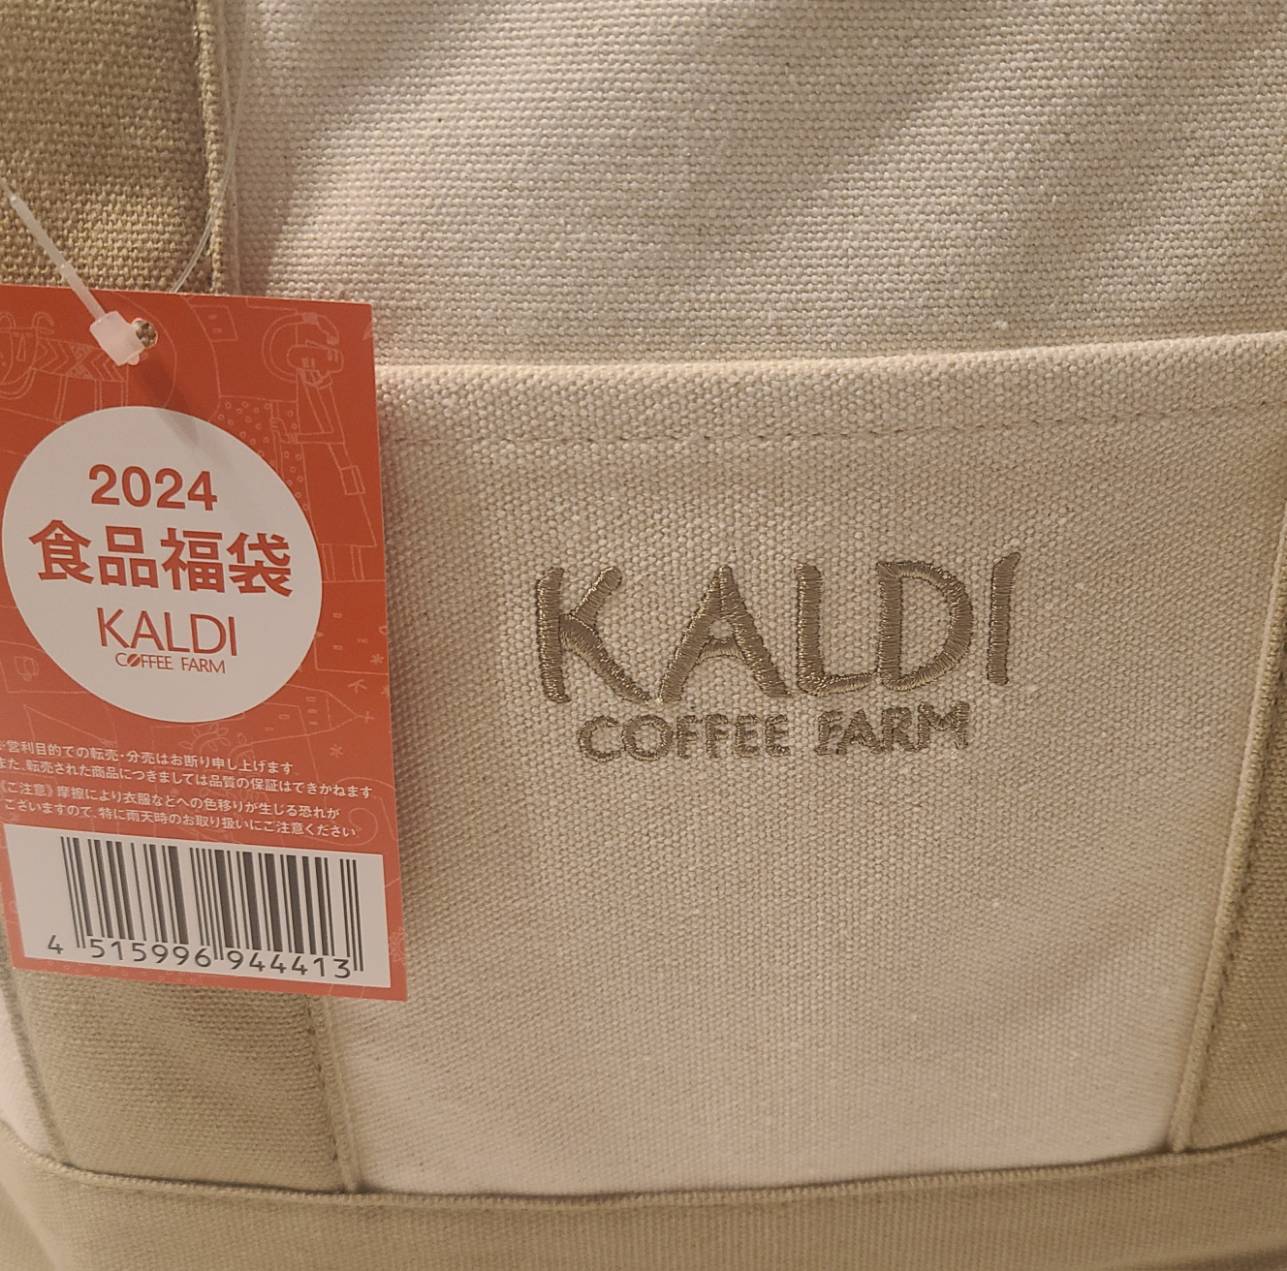 2024
食品福袋
KALDI
COFFEE FARM
※営利目的での転売・分売はお断り申し上げます
また、転売された商品につきましては品質の保証はできかねます
《ご注意》摩擦により衣服などへの色移りが生じる恐れが
ございますので、特に雨天時のお取り扱いにご注意ください
4 515996 944413
KALDI
COFFEE FARM